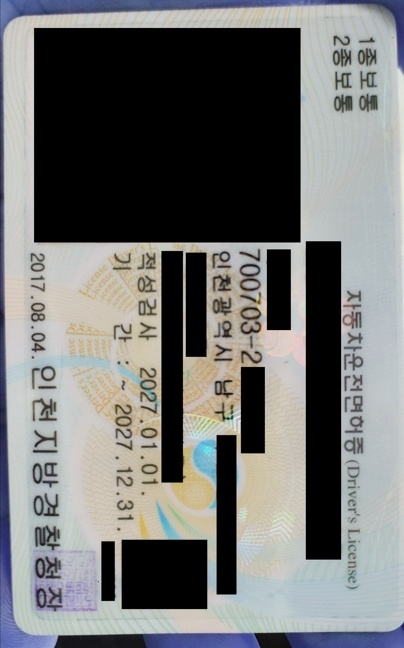 1종보통
2종보통
자동차운전면허증 (Driver's License)
700703-2
인천광역시 남구
적성검사 2027.01.01.
기 간 : ~ 2027.12.31.
2017.08.04. 인천지방경찰청장